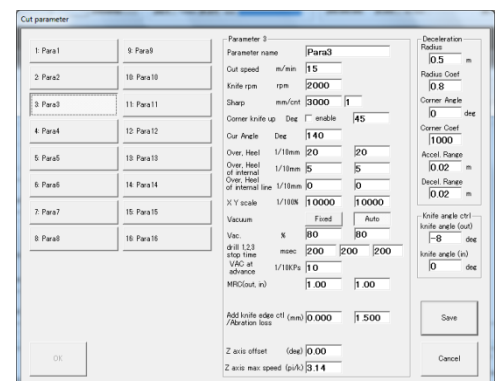 Cut parameter
1: Para1
2: Para2
3: Para3
4: Para4
5: Para5
6: Para6
7: Para7
8: Para8
9: Para9
10: Para10
11: Para11
12: Para12
13: Para13
14: Para14
15: Para15
16: Para16
OK
Parameter 3
Parameter name Para3
Cut speed m/min 15
Knife rpm rpm 2000
Sharp mm/cnt 3000 1
Corner knife up Deg enable 45
Cur Angle Deg 140
Over, Heel 1/10mm 20 20
Over, Heel
of internal 1/10mm 5 5
Over, Heel
of internal line 1/10mm 0 0
X Y scale 1/100% 10000 10000
Vacuum Fixed Auto
Vac. % 80 80
drill 1,2,3
stop time msec 200 200 200
VAC at
advance 1/10KPs 10
MRC(out, in) 1.00 1.00
Add knife edge ctl (mm) 0.000 1.500
/Abration loss
Z axis offset (deg) 0.00
Z axis max speed (pi/k) 3.14
Deceleration
Radius
0.5 m
Radius Coef
0.8
Corner Angle
0 deg
Corner Coef
1000
Accel. Range
0.02 m
Decel. Range
0.02 m
Knife angle ctrl
knife angle (out)
-8 deg
knife angle (in)
0 deg
Save
Cancel